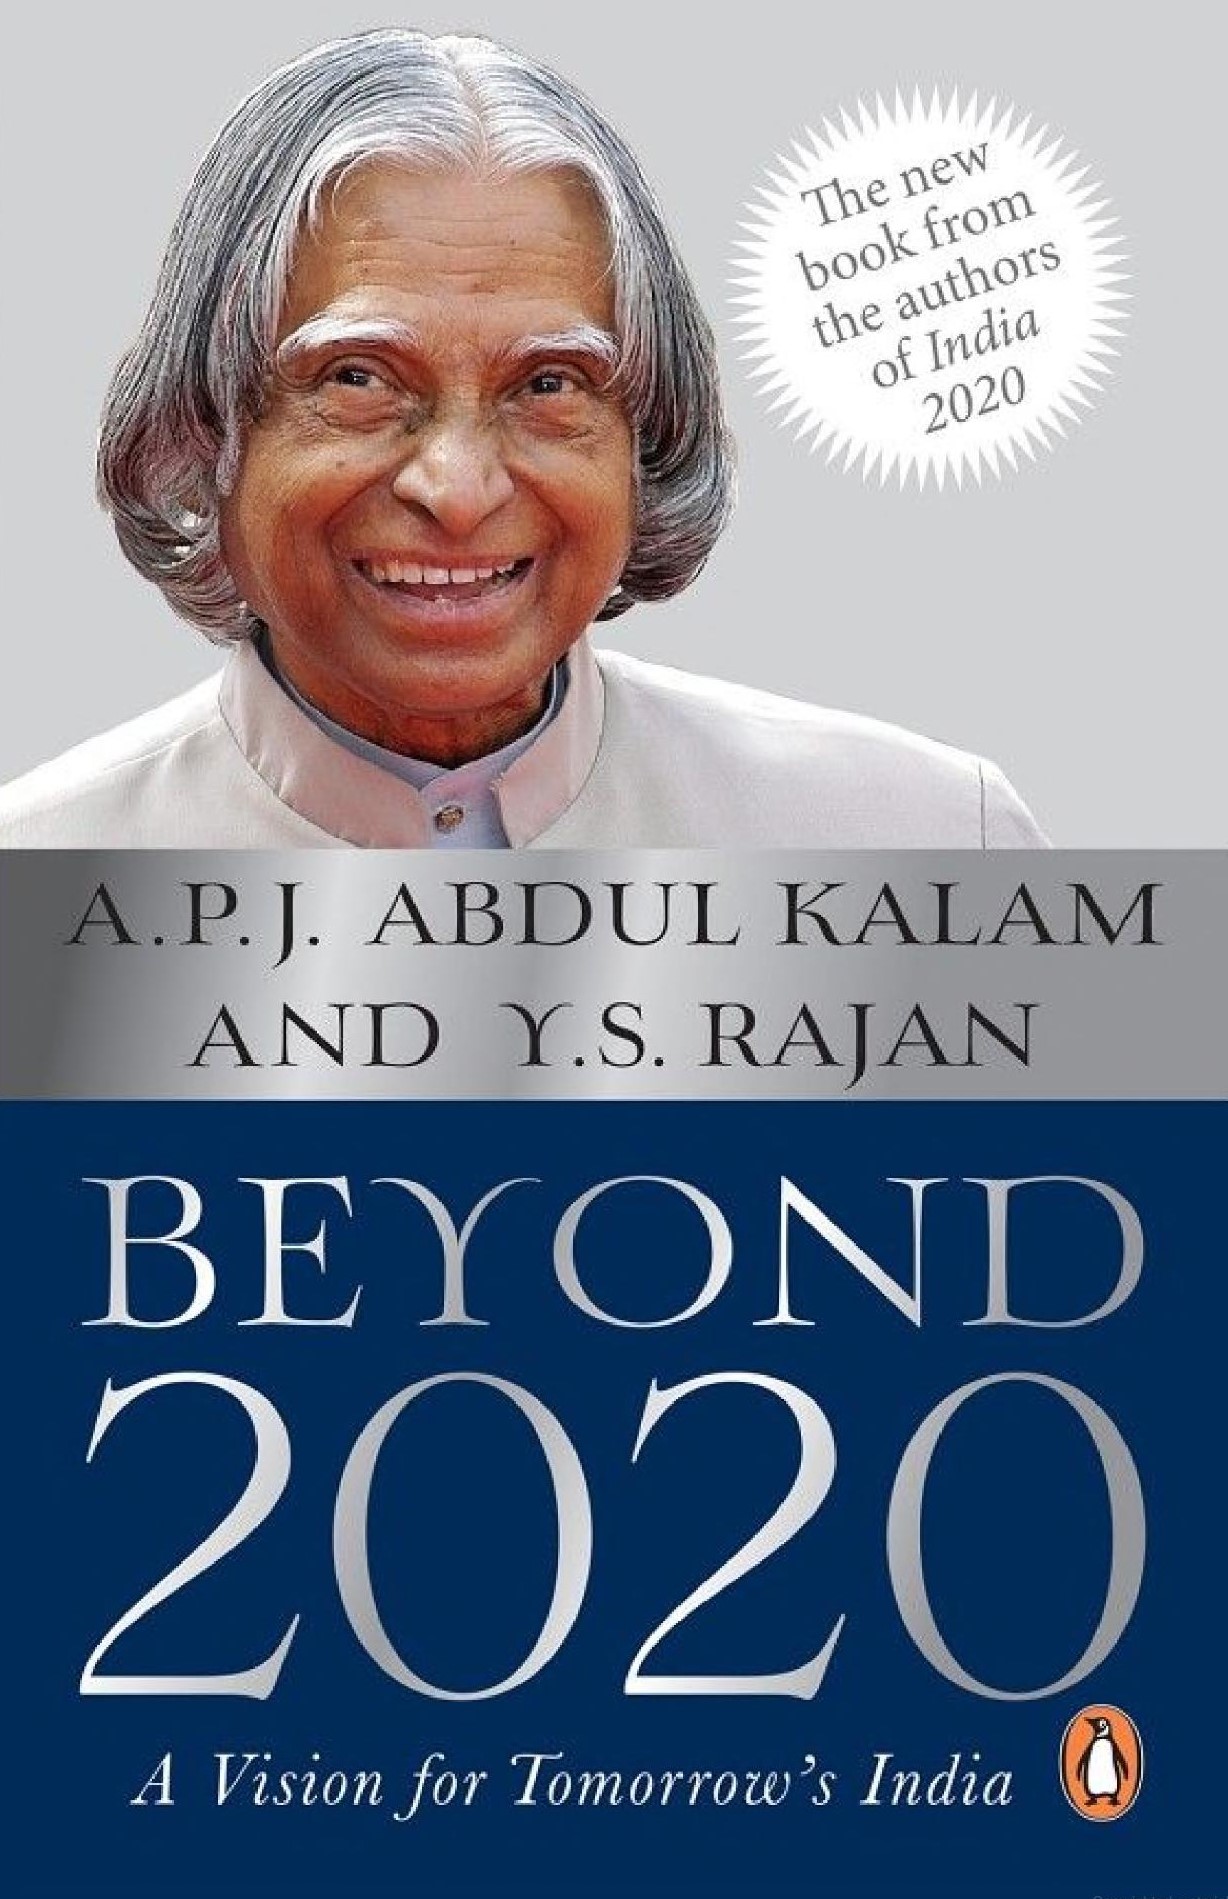 The new
book from
the authors
of India
2020
A.P.J. ABDUL KALAM
AND Y.S. RAJAN
BEYOND
2020
A Vision for Tomorrow's India